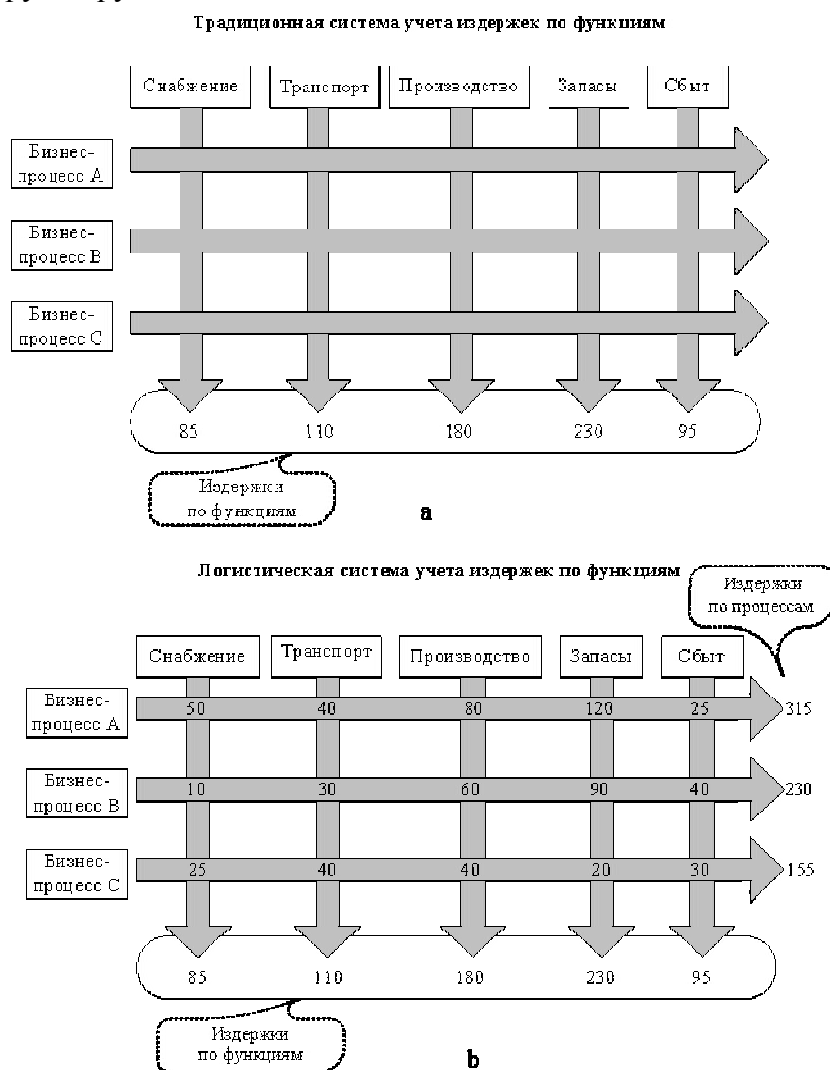 Традиционная система учета издержек по функциям
Снабжение Транспорт Производство Запасы Сбыт
Бизнес-
процесс А
Бизнес-
процесс В
Бизнес-
процесс С
85 110 180 230 95
Издержки
по функциям
a
Логистическая система учета издержек по функциям
Издержки
по процессам
Снабжение Транспорт Производство Запасы Сбыт
Бизнес-
процесс А
50 40 80 120 25 315
Бизнес-
процесс В
10 30 60 90 40 230
Бизнес-
процесс С
25 40 40 20 30 155
85 110 180 230 95
Издержки
по функциям
b